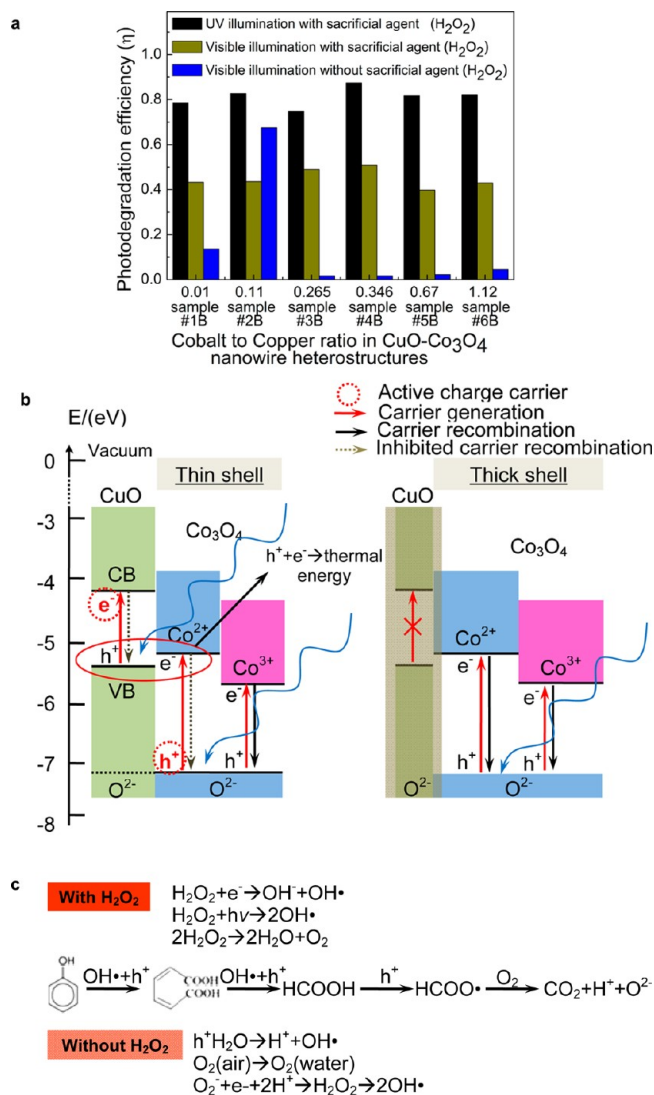 a
UV illumination with sacrificial agent (H₂O₂)
Visible illumination with sacrificial agent (H₂O₂)
Visible illumination without sacrificial agent (H₂O₂)
Photodegradation efficiency (η)
1.0
0.8
0.6
0.4
0.2
0.0
0.01 0.11 0.265 0.346 0.67 1.12
sample sample sample sample sample sample
#1B #2B #3B #4B #5B #6B
Cobalt to Copper ratio in CuO-Co₃O₄
nanowire heterostructures
b
Active charge carrier
Carrier generation
Carrier recombination
Inhibited carrier recombination
E/(eV)
Vacuum
0
-3
-4
-5
-6
-7
-8
Thin shell
CuO
Co₃O₄
h⁺+e⁻→thermal
energy
CB
e⁻
Co²⁺
h⁺
e⁻
Co³⁺
VB
e⁻
h⁺
h⁺
O²⁻
O²⁻
Thick shell
CuO
Co₃O₄
Co²⁺
Co³⁺
e⁻
e⁻
h⁺
h⁺
O²⁻
O²⁻
c
With H₂O₂
H₂O₂+e⁻→OH⁻+OH•
H₂O₂+hν→2OH•
2H₂O₂→2H₂O+O₂
OH
OH•+h⁺
COOH
COOH
OH•+h⁺
HCOOH
h⁺
HCOO•
O₂
CO₂+H⁺+O²⁻
Without H₂O₂
h⁺H₂O→H⁺+OH•
O₂(air)→O₂(water)
O₂⁻+e-+2H⁺→H₂O₂→2OH•